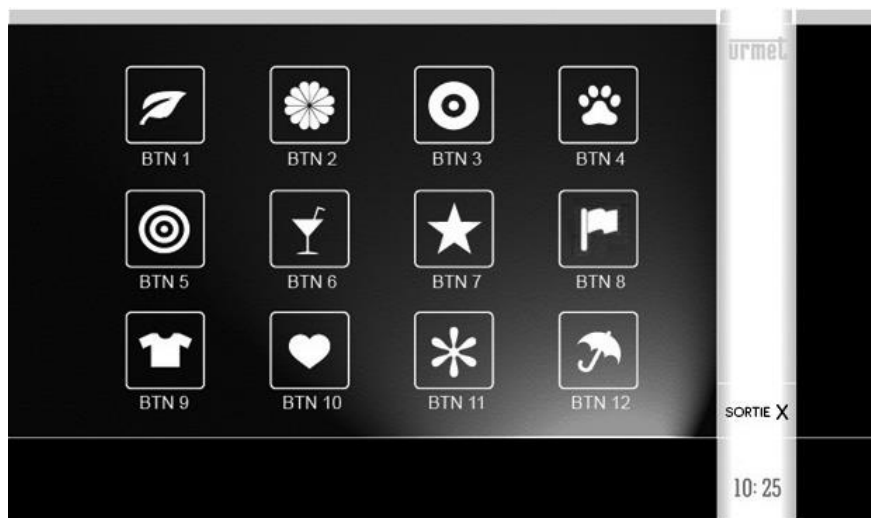 urmet
BTN 1 BTN 2 BTN 3 BTN 4
BTN 5 BTN 6 BTN 7 BTN 8
BTN 9 BTN 10 BTN 11 BTN 12
SORTIE X
10:25